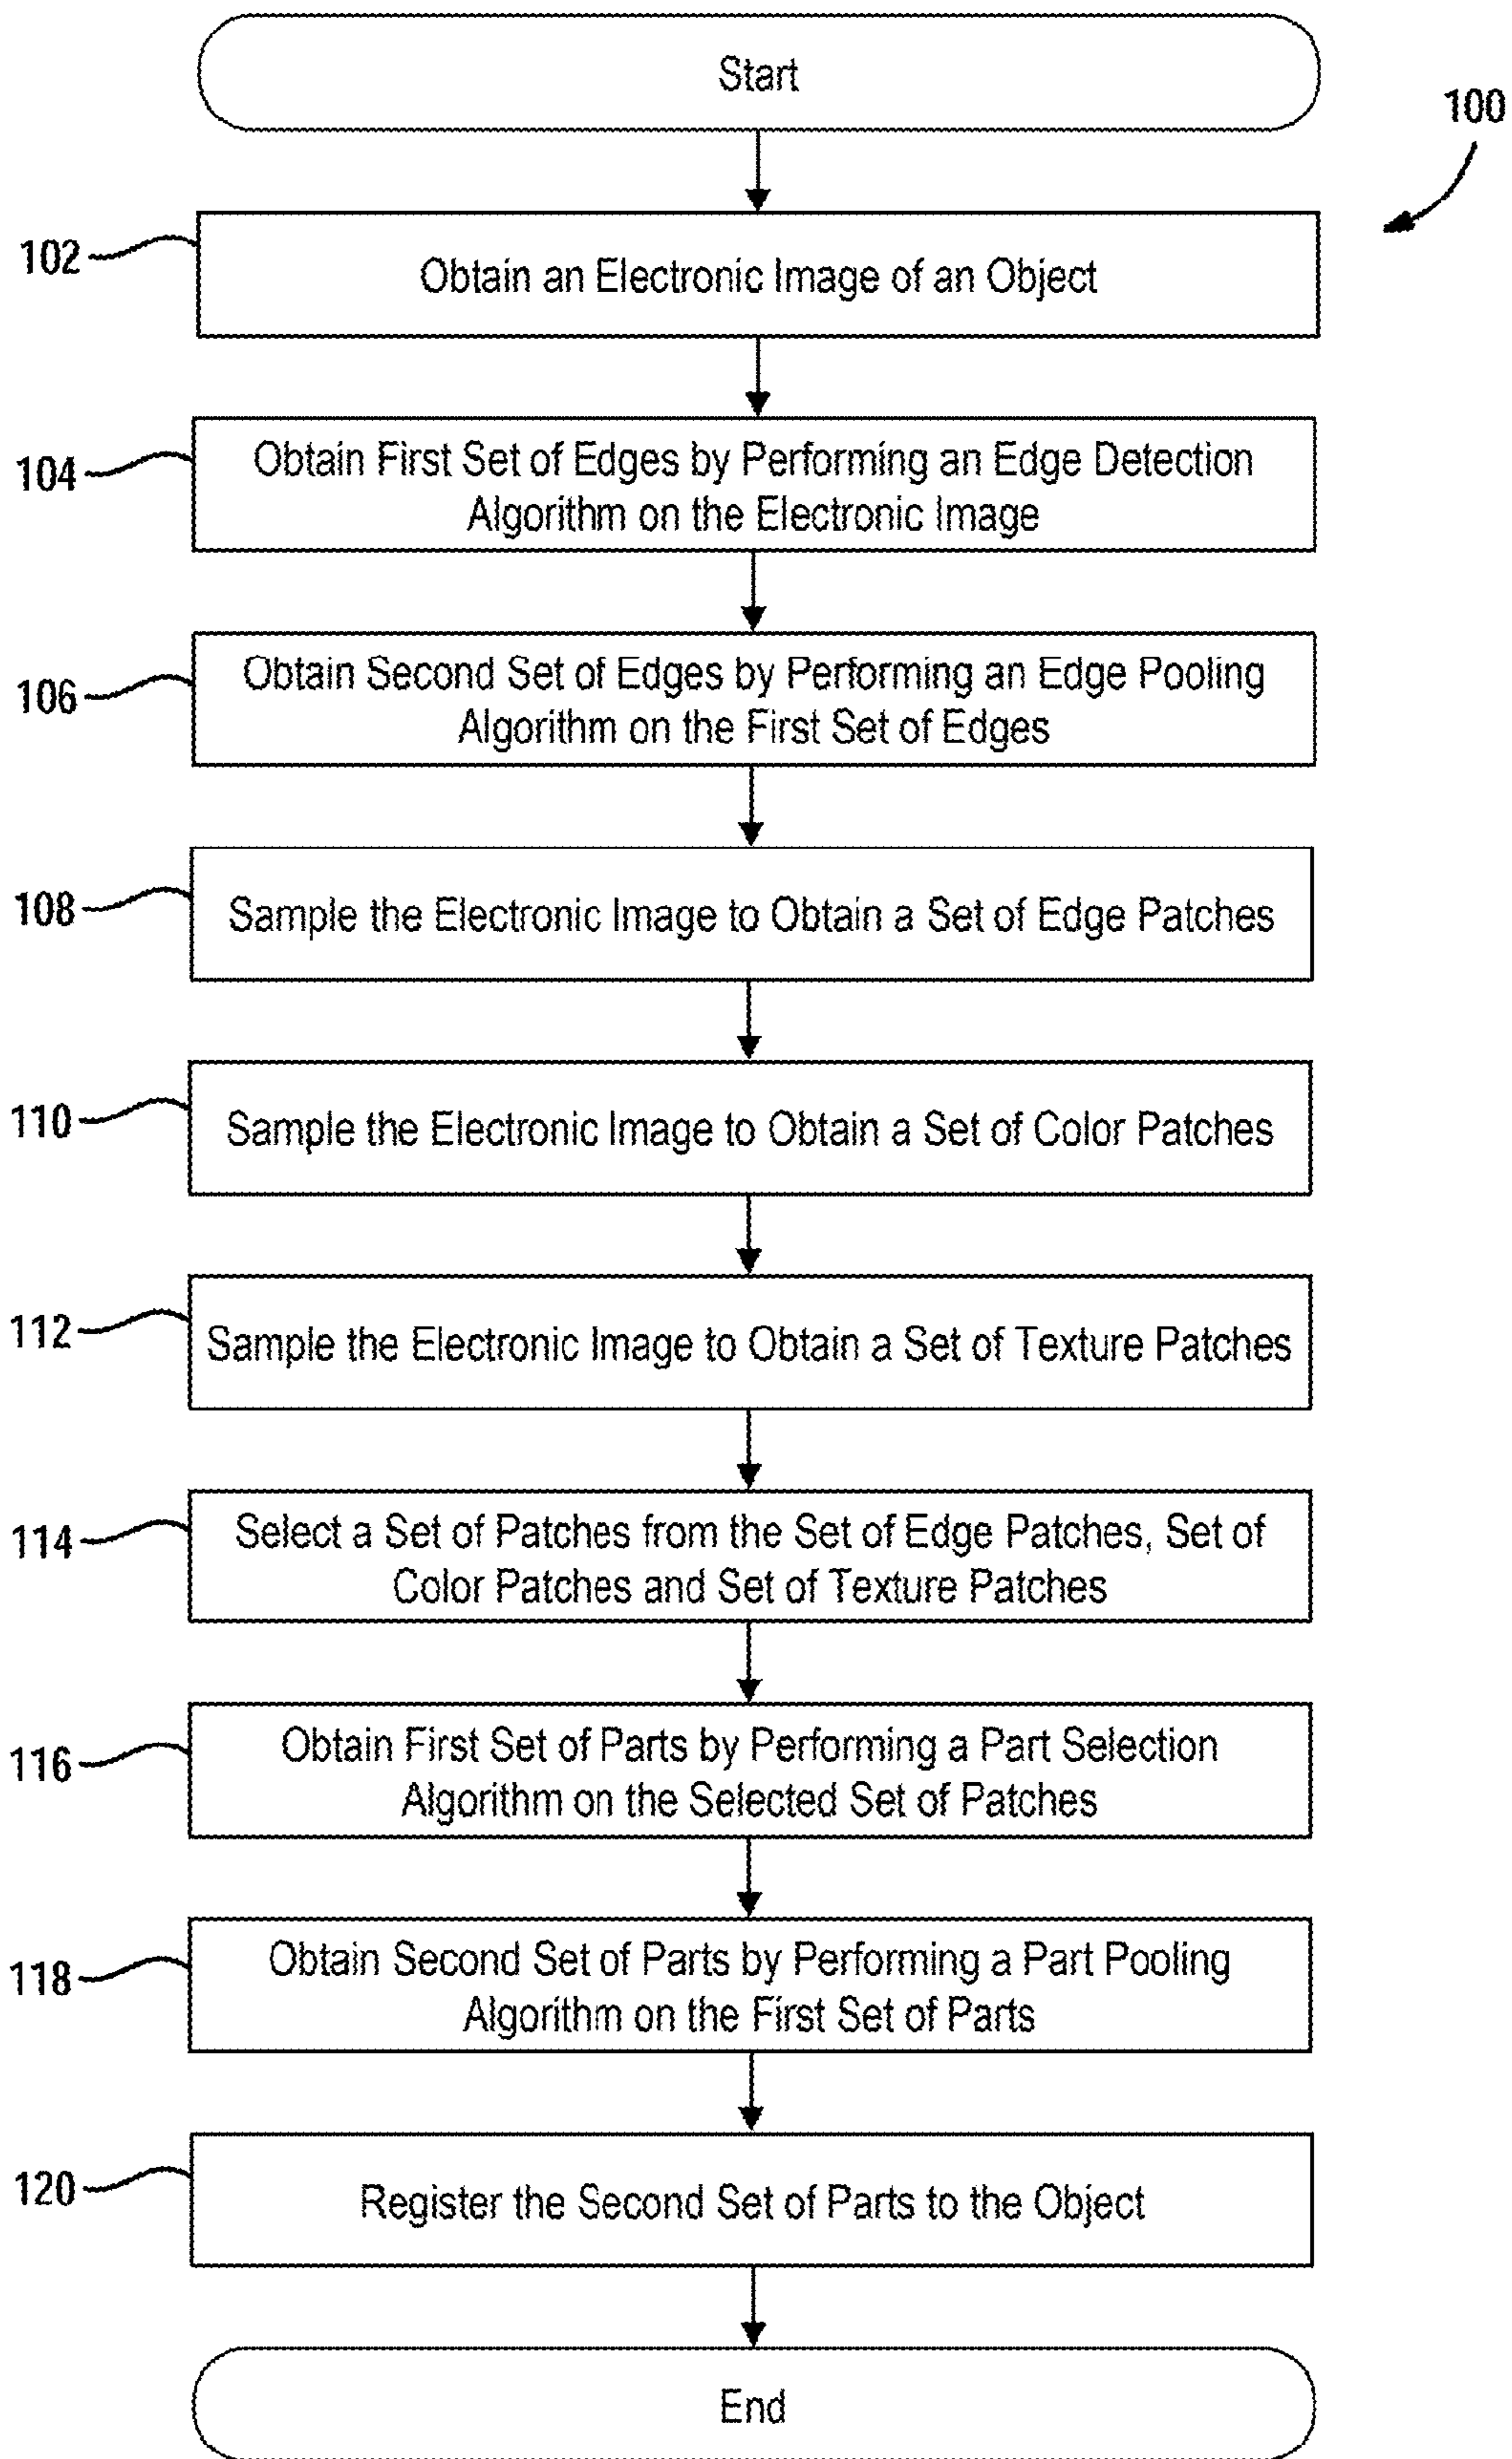 Start
100
102
Obtain an Electronic Image of an Object
104
Obtain First Set of Edges by Performing an Edge Detection
Algorithm on the Electronic Image
106
Obtain Second Set of Edges by Performing an Edge Pooling
Algorithm on the First Set of Edges
108
Sample the Electronic Image to Obtain a Set of Edge Patches
110
Sample the Electronic Image to Obtain a Set of Color Patches
112
Sample the Electronic Image to Obtain a Set of Texture Patches
114
Select a Set of Patches from the Set of Edge Patches, Set of
Color Patches and Set of Texture Patches
116
Obtain First Set of Parts by Performing a Part Selection
Algorithm on the Selected Set of Patches
118
Obtain Second Set of Parts by Performing a Part Pooling
Algorithm on the First Set of Parts
120
Register the Second Set of Parts to the Object
End